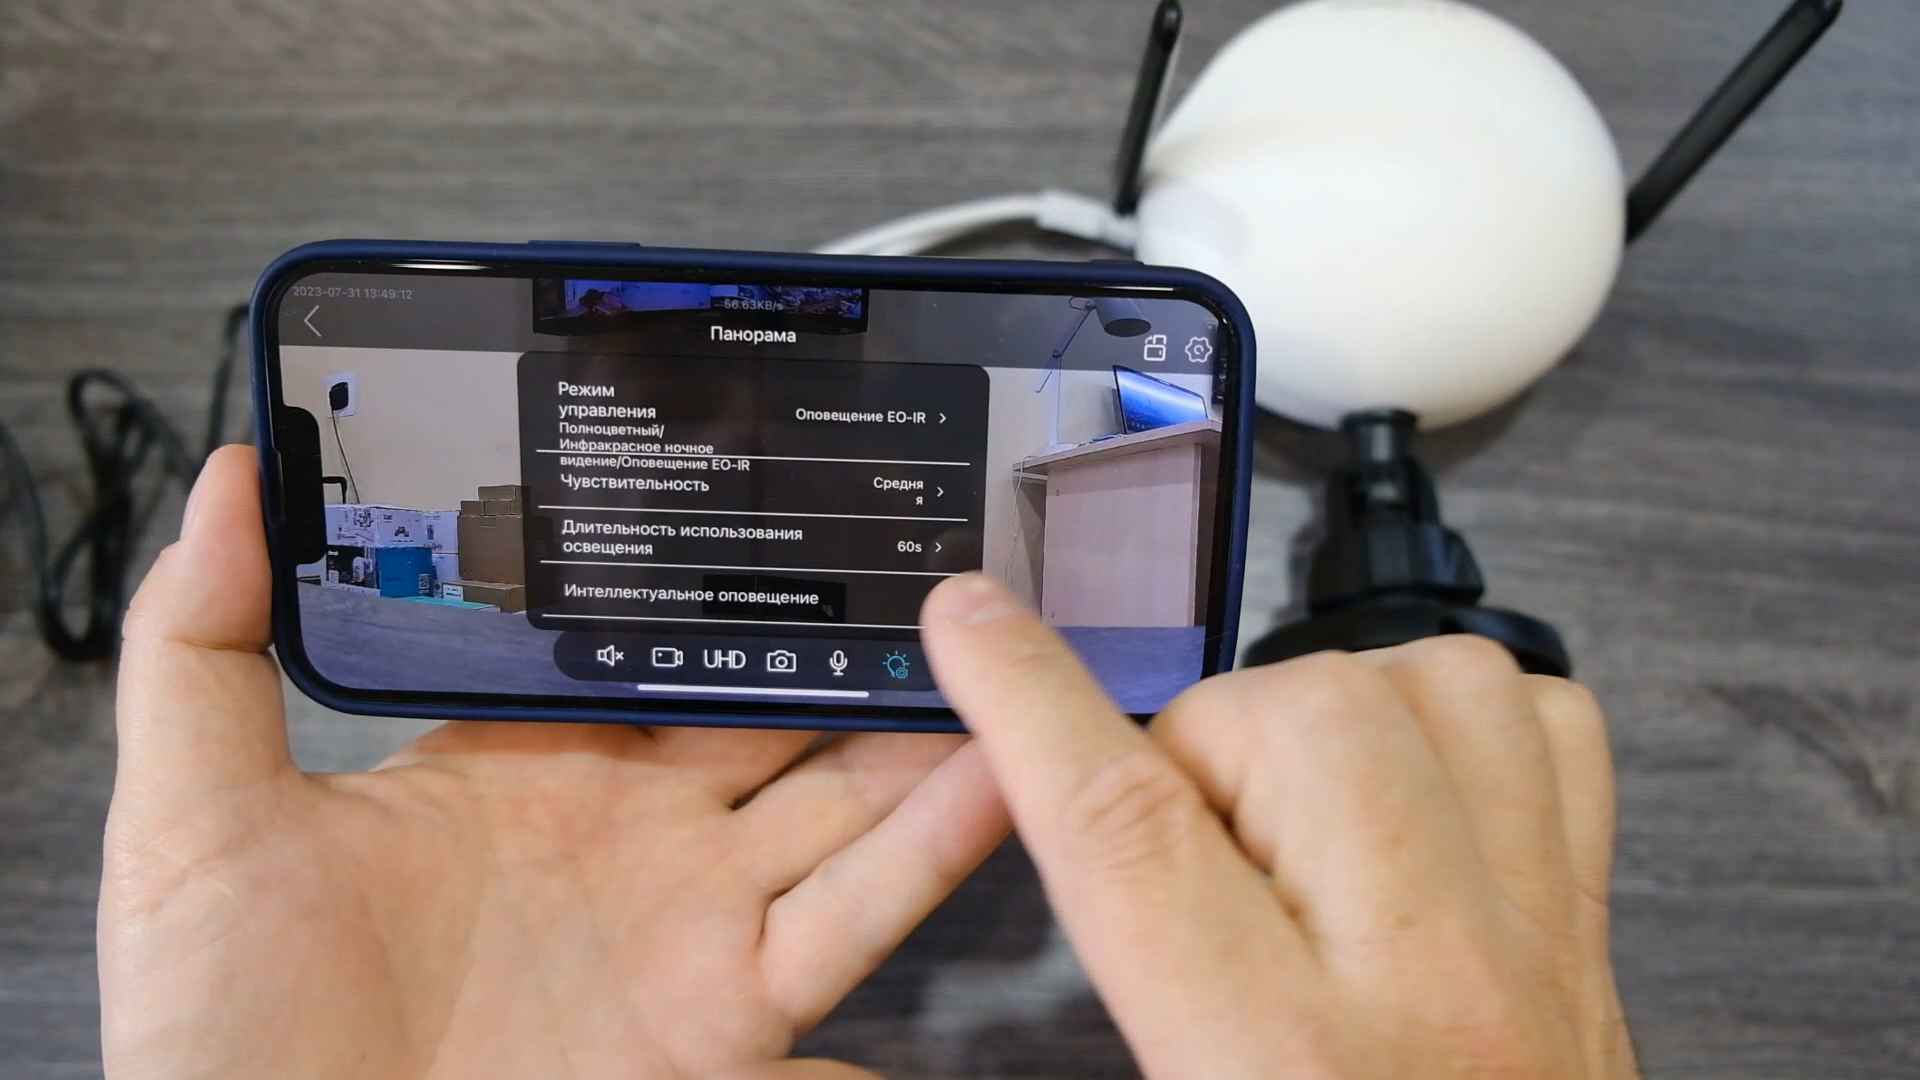 2023-07-31 13:49:12
56.63KB/s
Панорама
Режим
управления
Полноцветный/
Инфракрасное ночное
видение/Оповещение EO-IR
Оповещение EO-IR
Чувствительность
Средня
я
Длительность использования
освещения
60s
Интеллектуальное оповещение
UHD